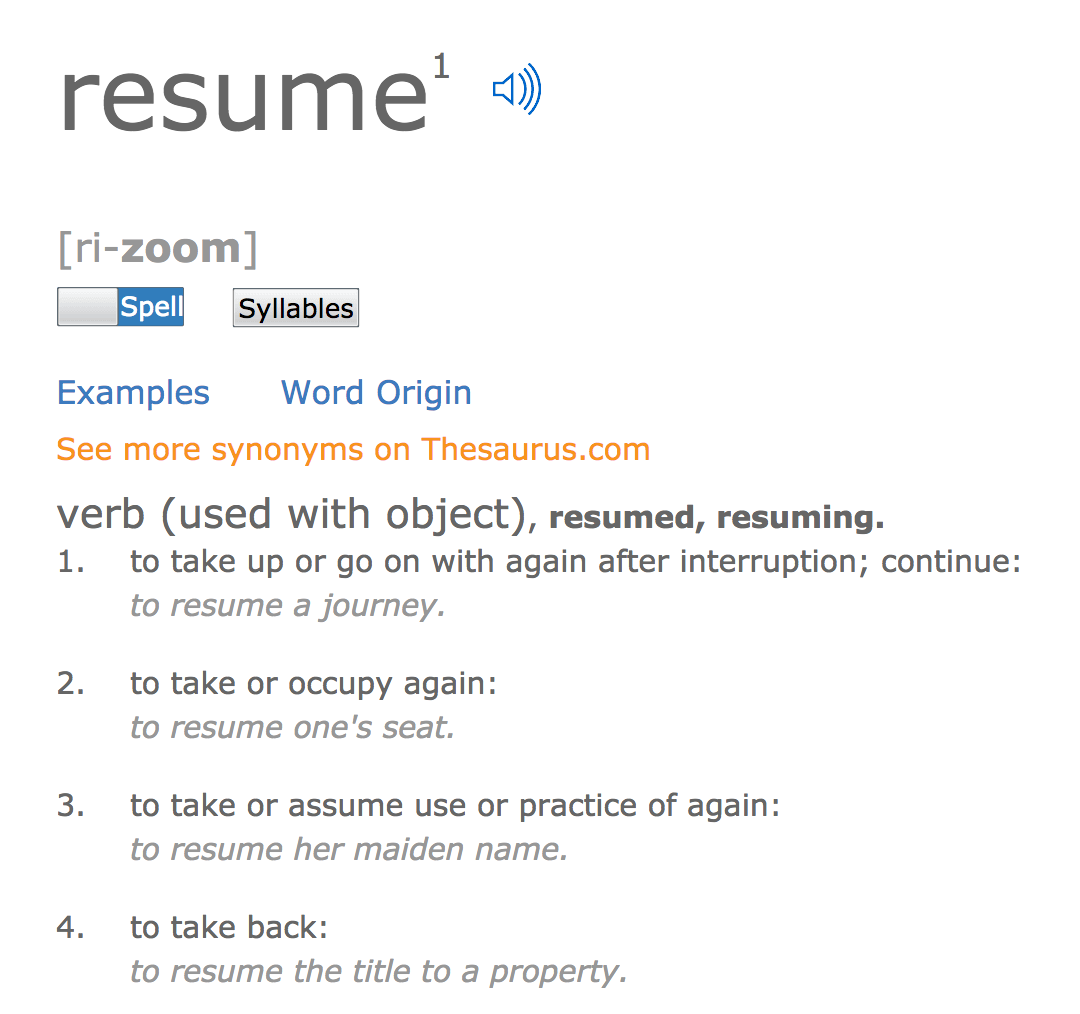 resume1
[ri-zoom]
Spell Syllables
Examples Word Origin
See more synonyms on Thesaurus.com
verb (used with object), resumed, resuming.
1. to take up or go on with again after interruption; continue:
to resume a journey.
2. to take or occupy again:
to resume one's seat.
3. to take or assume use or practice of again:
to resume her maiden name.
4. to take back:
to resume the title to a property.